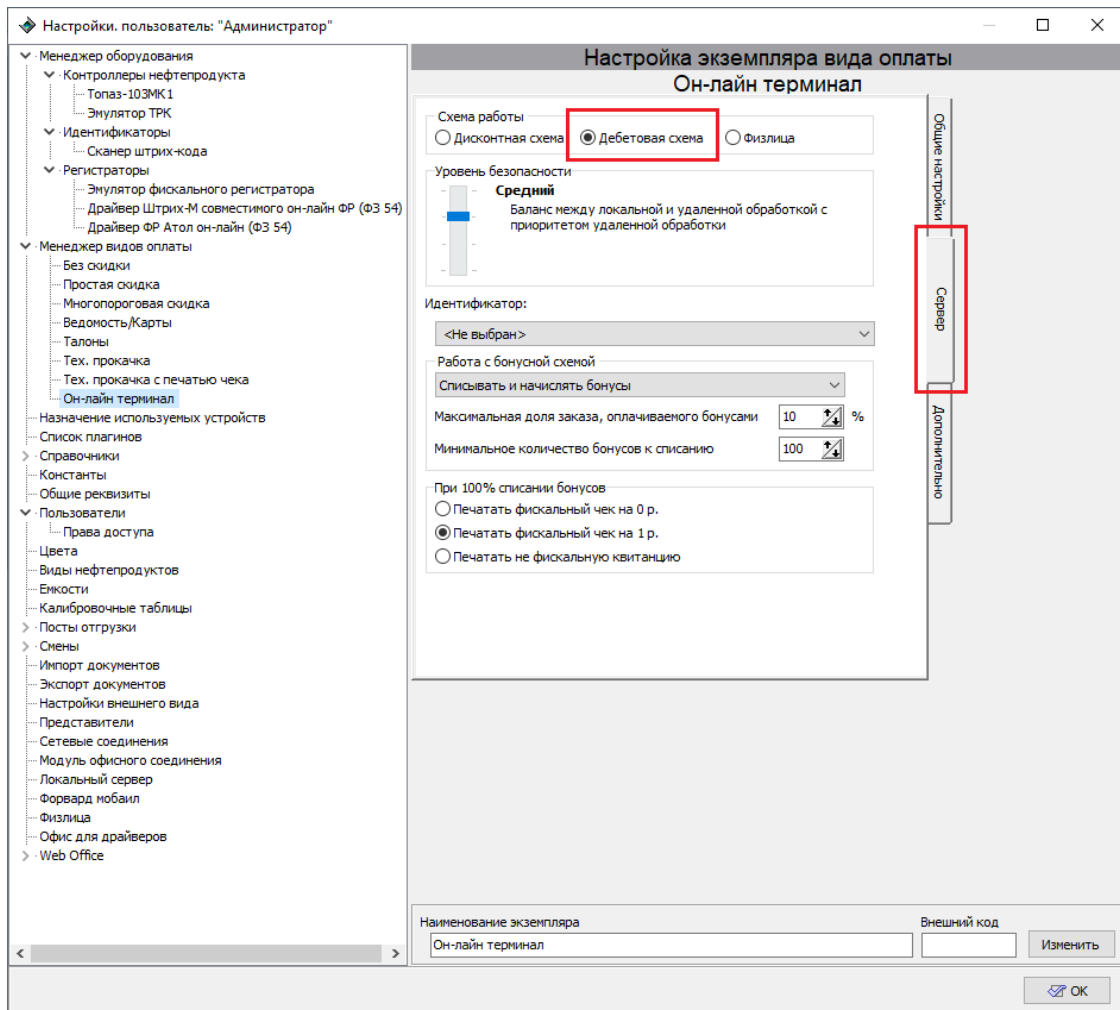 Настройки. пользователь: "Администратор"
Менеджер оборудования
Контроллеры нефтепродукта
Топаз-103МК1
Эмулятор ТРК
Идентификаторы
Сканер штрих-кода
Регистраторы
Эмулятор фискального регистратора
Драйвер Штрих-М совместимого он-лайн ФР (ФЗ 54)
Драйвер ФР Атол он-лайн (ФЗ 54)
Менеджер видов оплаты
Без скидки
Простая скидка
Многопороговая скидка
Ведомость/Карты
Талоны
Тех. прокачка
Тех. прокачка с печатью чека
Он-лайн терминал
Назначение используемых устройств
Список плагинов
Справочники
Константы
Общие реквизиты
Пользователи
Права доступа
Цвета
Виды нефтепродуктов
Емкости
Калибровочные таблицы
Посты отгрузки
Смены
Импорт документов
Экспорт документов
Настройки внешнего вида
Представители
Сетевые соединения
Модуль офисного соединения
Локальный сервер
Форвард мобаил
Физлица
Офис для драйверов
Web Office
Настройка экземпляра вида оплаты
Он-лайн терминал
Схема работы
Дисконтная схема Дебетовая схема Физлица
Уровень безопасности
Средний
Баланс между локальной и удаленной обработкой с
приоритетом удаленной обработки
Идентификатор:
<Не выбран>
Работа с бонусной схемой
Списывать и начислять бонусы
Максимальная доля заказа, оплачиваемого бонусами 10 %
Минимальное количество бонусов к списанию 100
При 100% списании бонусов
Печатать фискальный чек на 0 р.
Печатать фискальный чек на 1 р.
Печатать не фискальную квитанцию
Общие настройки
Сервер
Дополнительно
Наименование экземпляра Внешний код
Он-лайн терминал Изменить
ОК